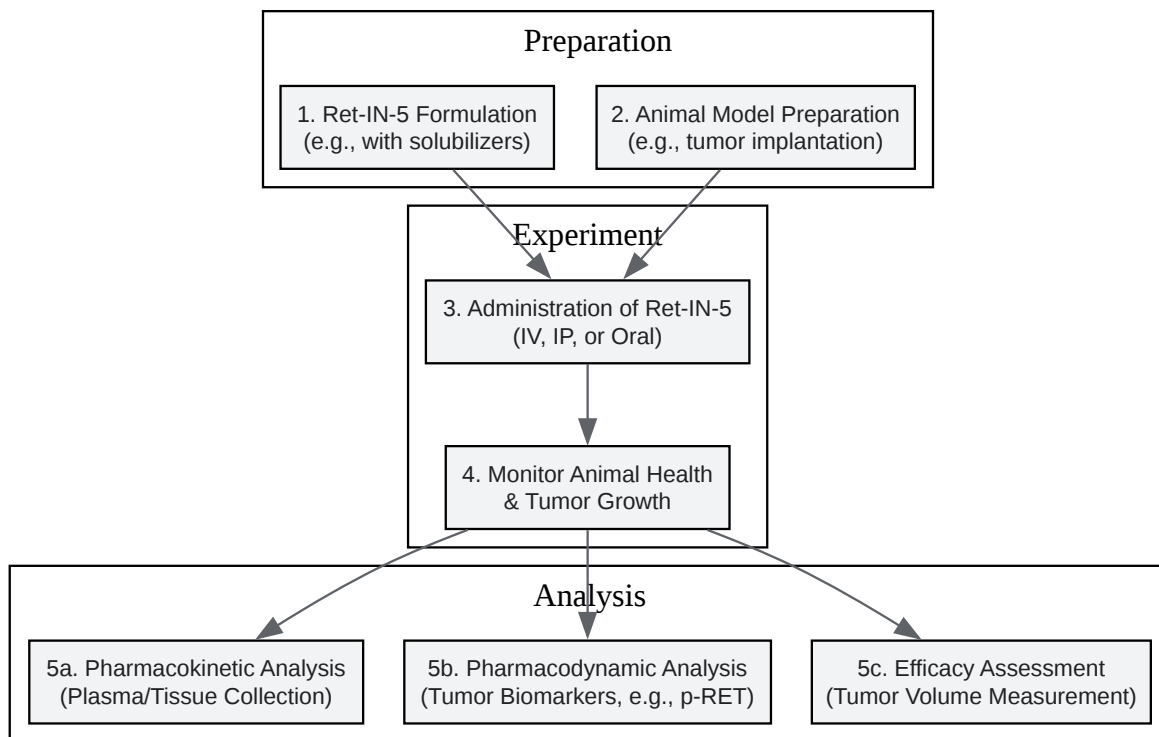 Preparation
1. Ret-IN-5 Formulation
(e.g., with solubilizers)
2. Animal Model Preparation
(e.g., tumor implantation)
Experiment
3. Administration of Ret-IN-5
(IV, IP, or Oral)
4. Monitor Animal Health
& Tumor Growth
Analysis
5a. Pharmacokinetic Analysis
(Plasma/Tissue Collection)
5b. Pharmacodynamic Analysis
(Tumor Biomarkers, e.g., p-RET)
5c. Efficacy Assessment
(Tumor Volume Measurement)